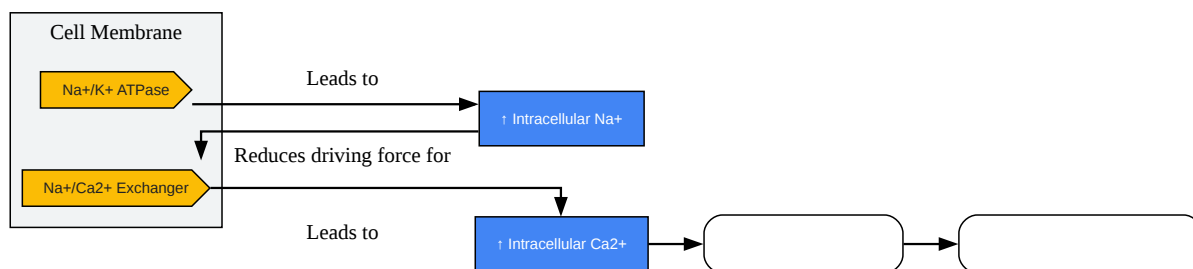 Cell Membrane
Na+/K+ ATPase
Leads to
↑ Intracellular Na+
Reduces driving force for
Na+/Ca2+ Exchanger
Leads to
↑ Intracellular Ca2+